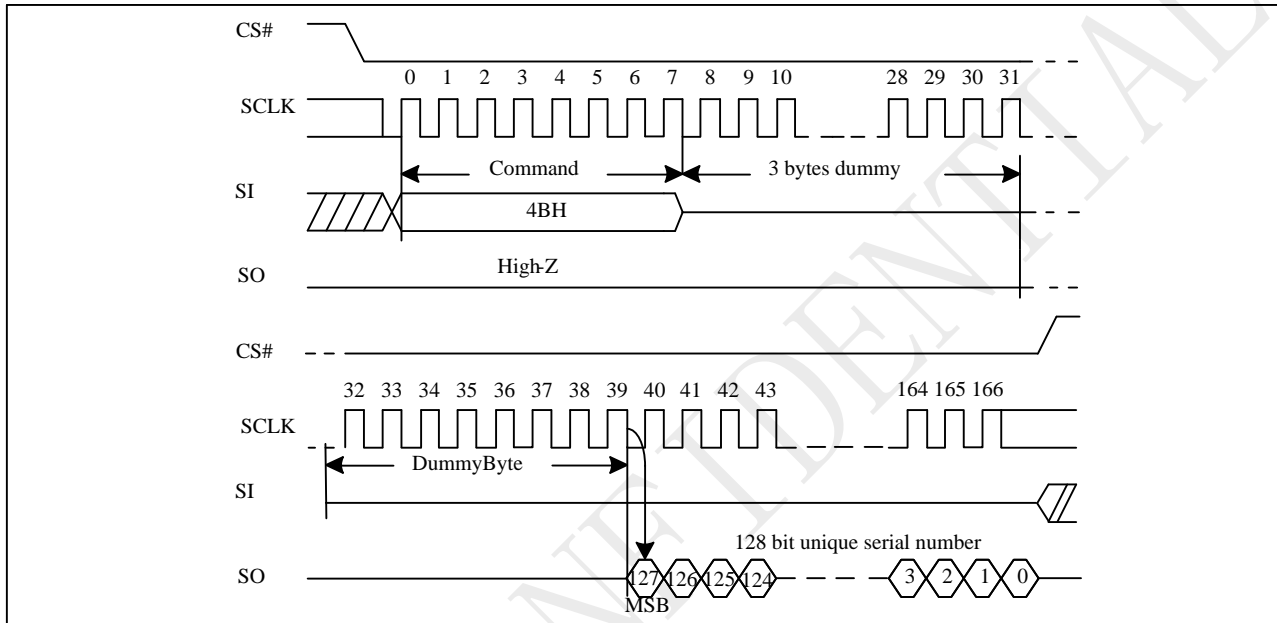 CS#
0 1 2 3 4 5 6 7 8 9 10 28 29 30 31
SCLK
Command 3 bytes dummy
SI
4BH
High-Z
SO
CS#
32 33 34 35 36 37 38 39 40 41 42 43 164 165 166
SCLK
DummyByte
SI
128 bit unique serial number
SO 127 126 125 124 3 2 1 0
MSB